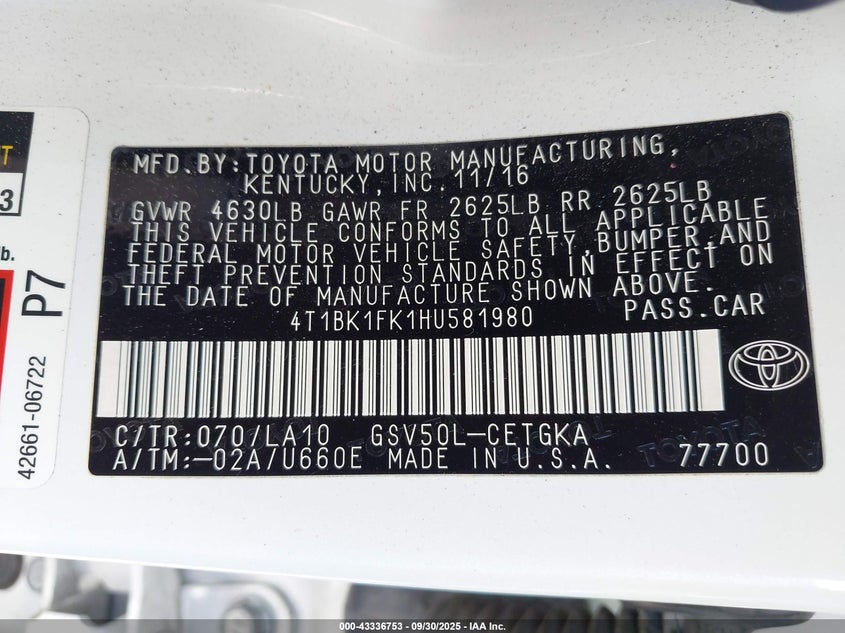 MFD.BY:TOYOTA MOTOR MANUFACTURING,
KENTUCKY,INC.11/16
GVWR 4630LB GAWR FR 2625LB RR 2625LB
THIS VEHICLE CONFORMS TO ALL APPLICABLE
FEDERAL MOTOR VEHICLE SAFETY,BUMPER,AND
THEFT PREVENTION STANDARDS IN EFFECT ON
THE DATE OF MANUFACTURE SHOWN ABOVE.
4T1BK1FK1HU581980 PASS.CAR
C/TR:070/LA10 GSV50L-CETGKA
A/TM:-02A/U660E MADE IN U.S.A. 77700
3
lb.
P7
42661-06722
000-43336753 - 09/30/2025 - IAA Inc.